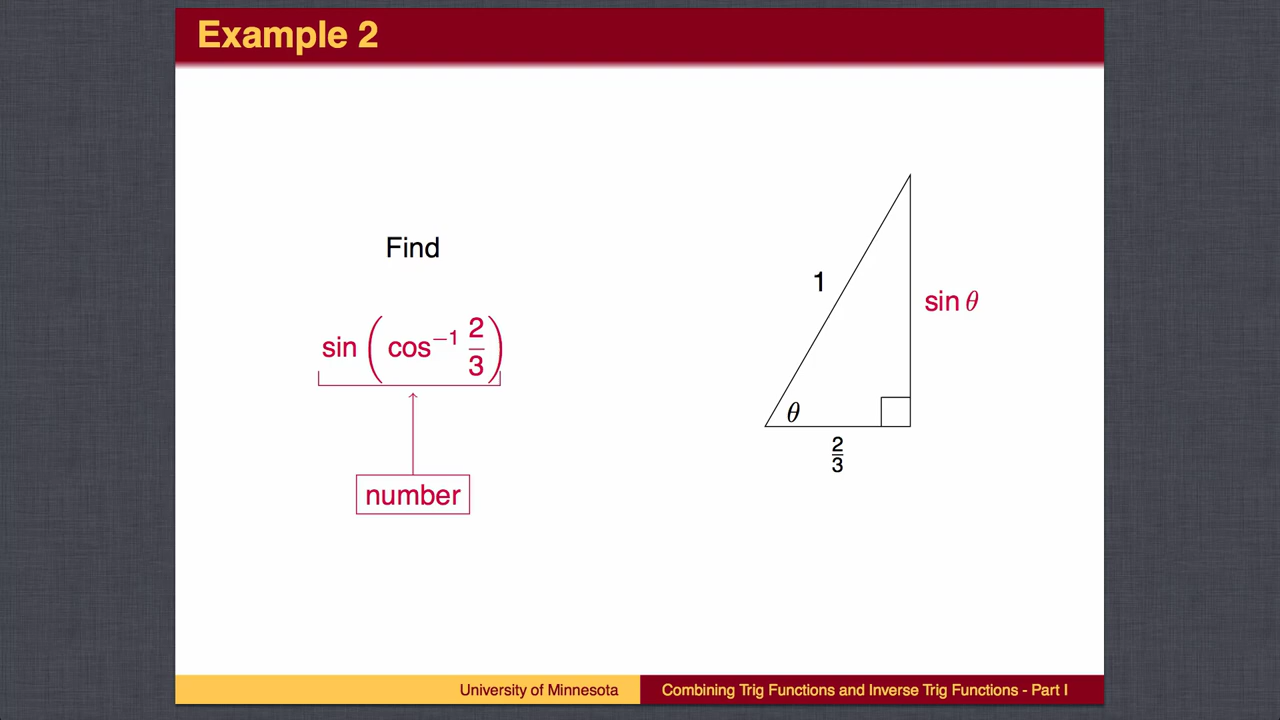 Example 2
Find
sin (cos⁻¹ 2/3)
number
1
sin θ
θ
2/3
University of Minnesota
Combining Trig Functions and Inverse Trig Functions - Part I